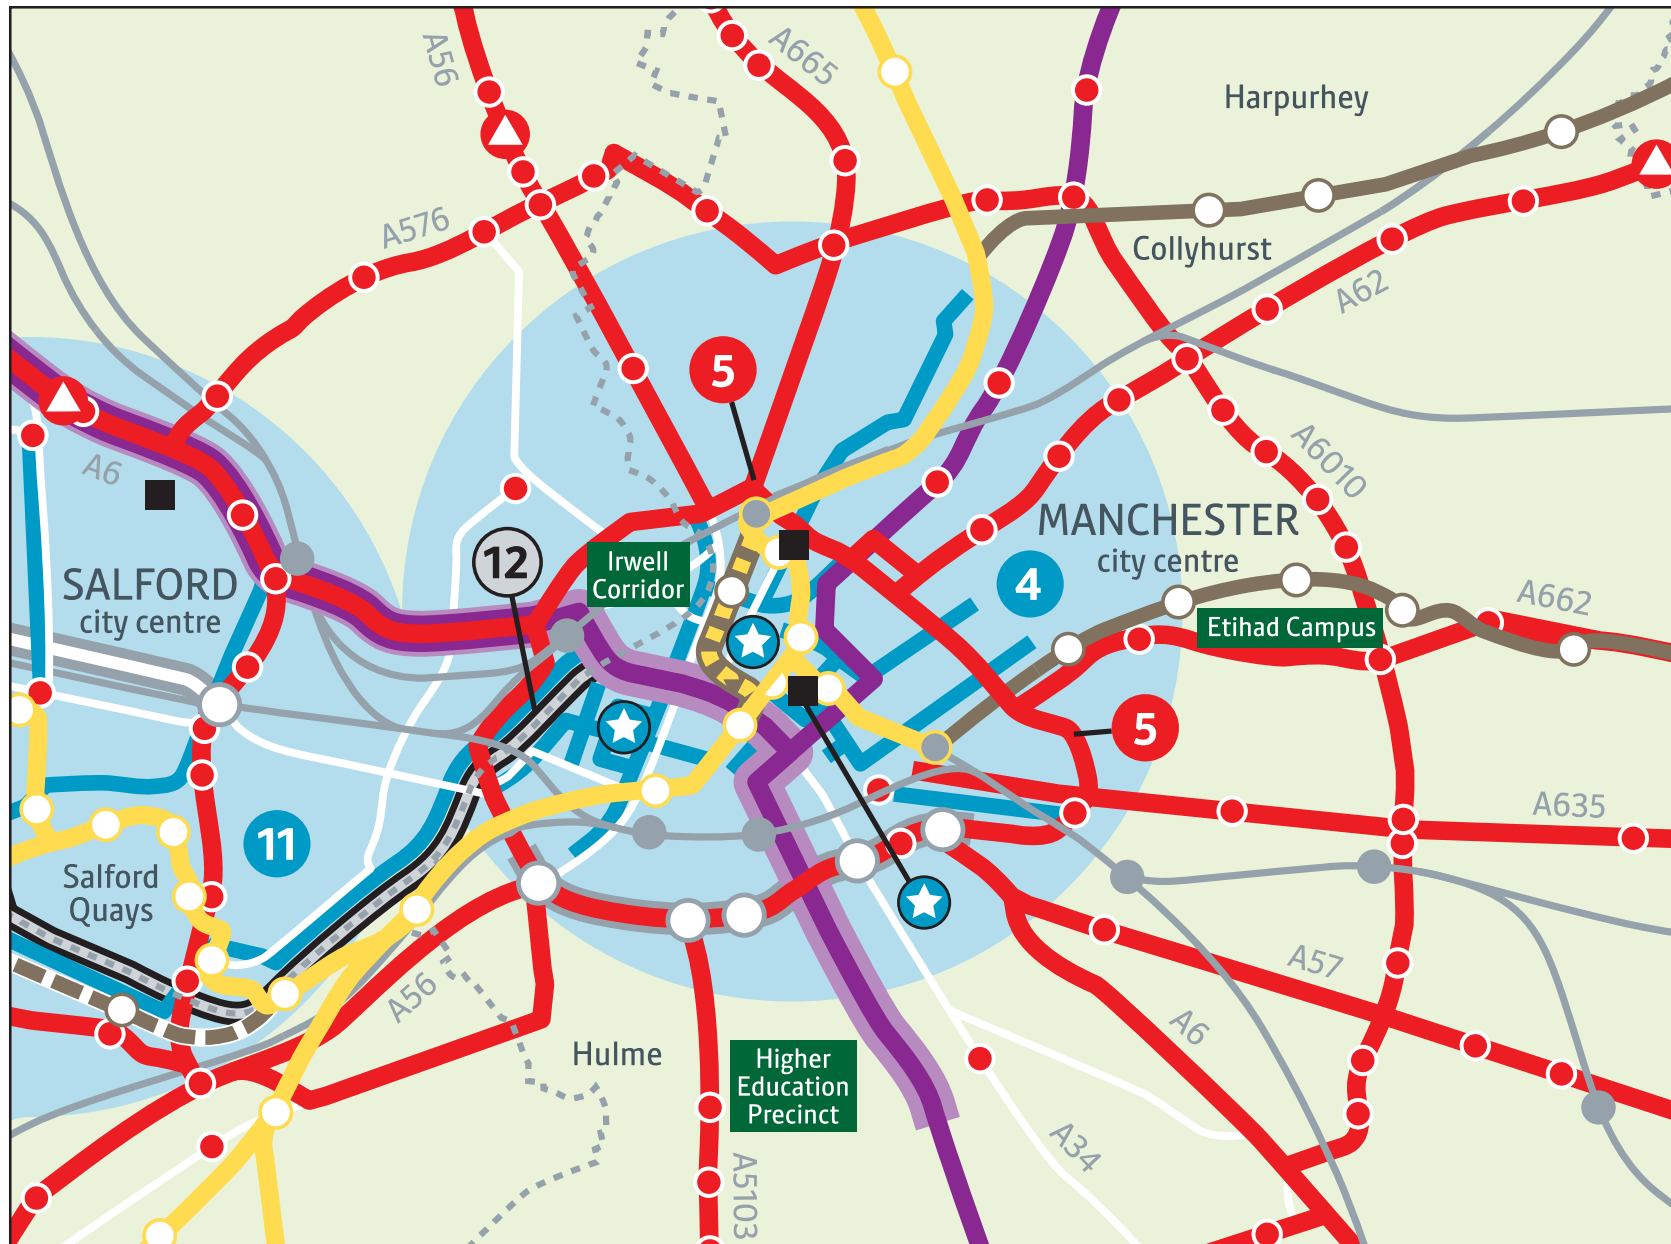 A56
A665
Harpurhey
A576
Collyhurst
A62
5
A6
A6010
MANCHESTER
city centre
12
Irwell
Corridor
4
SALFORD
city centre
A662
Etihad Campus
5
A635
11
Salford
Quays
A56
A57
A6
Hulme
Higher
Education
Precinct
A34
A5103